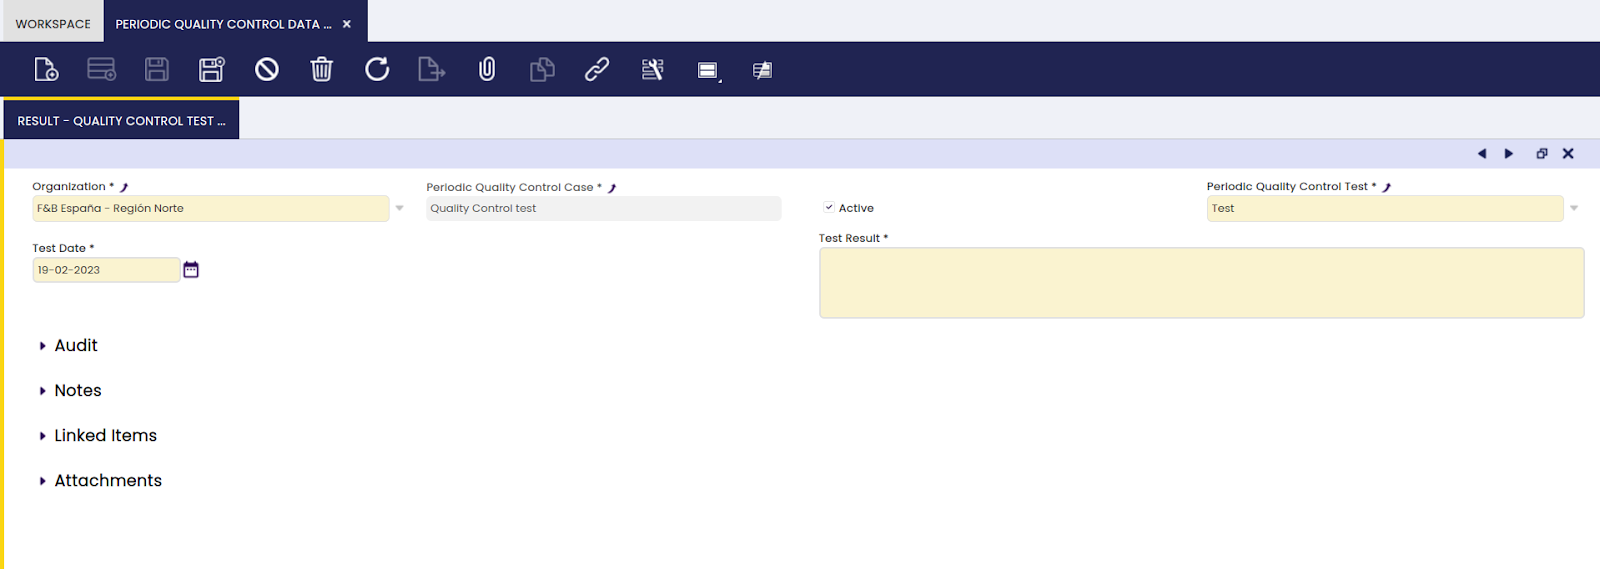 WORKSPACE
PERIODIC QUALITY CONTROL DATA ...
RESULT - QUALITY CONTROL TEST ...
Organization *
Periodic Quality Control Case *
Periodic Quality Control Test *
F&B España - Región Norte
Quality Control test
Active
Test
Test Date *
Test Result *
19-02-2023
Audit
Notes
Linked Items
Attachments